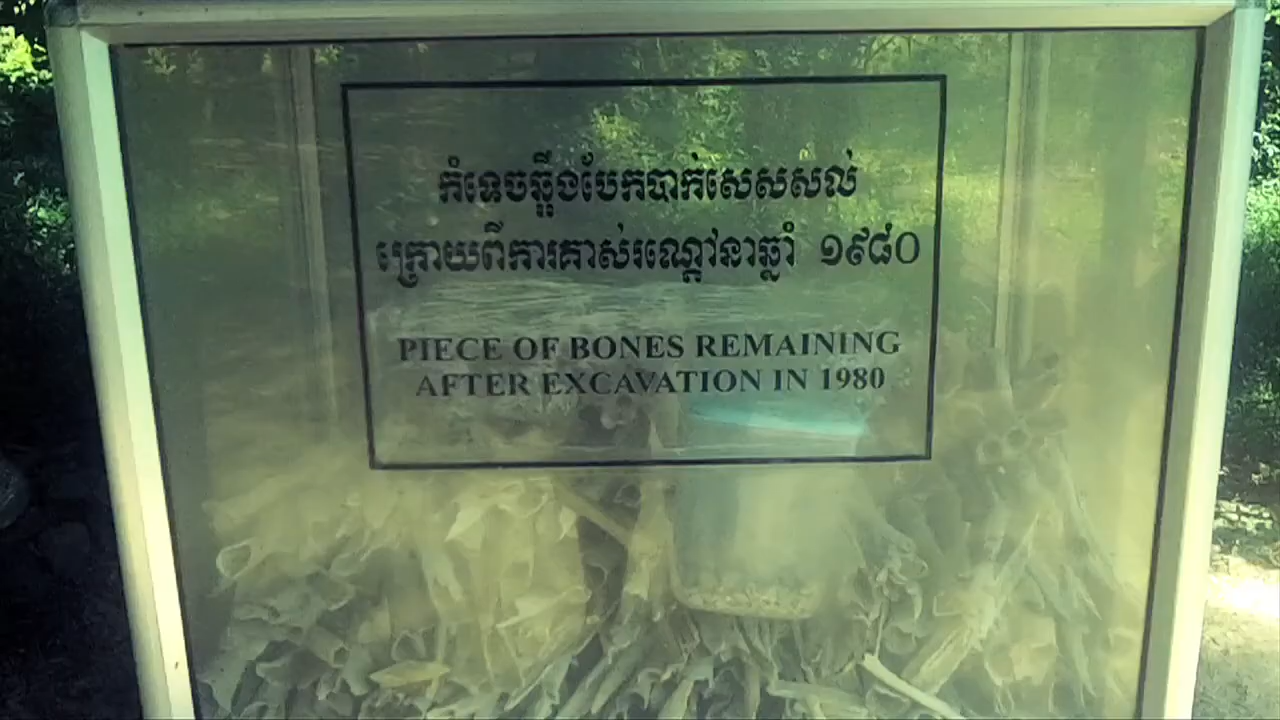 កំទេចឆ្អឹងបែកបាក់សេសសល់
ក្រោយពីការគាស់រណ្តៅនាឆ្នាំ ១៩៨០
PIECE OF BONES REMAINING
AFTER EXCAVATION IN 1980